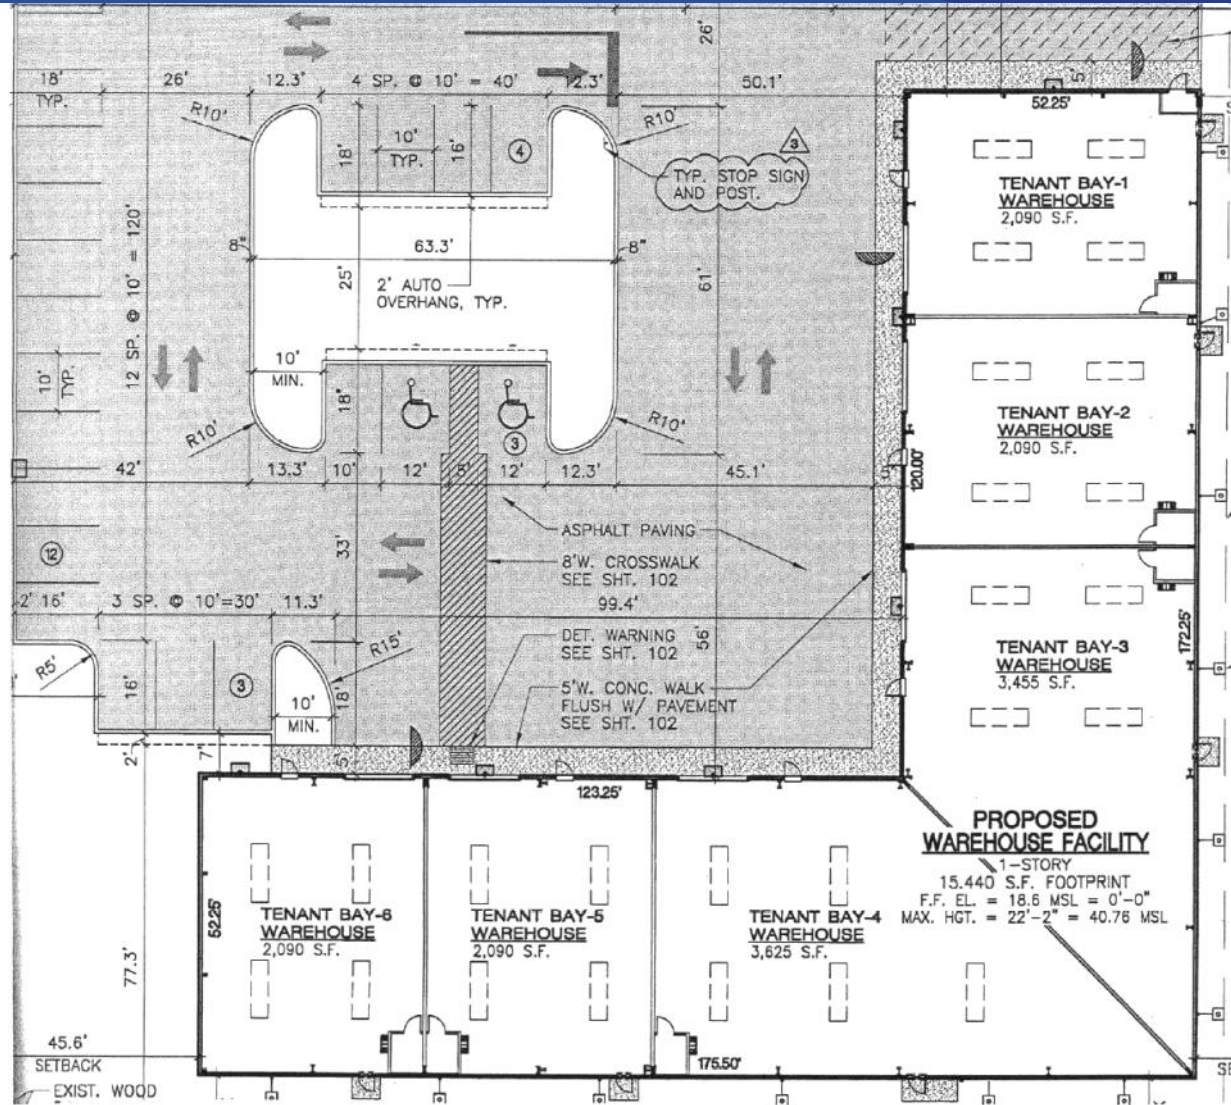 26'
18'
TYP.
26'
12.3'
4 SP. @ 10' = 40'
12.3'
50.1'
5'
52.25'
R10'
18'
10'
TYP.
16'
4
R10'
3
TYP. STOP SIGN
AND POST.
TENANT BAY-1
WAREHOUSE
2,090 S.F.
12 SP. @ 10' = 120'
8"
63.3'
8"
25'
2' AUTO
OVERHANG, TYP.
61'
10'
TYP.
10'
MIN.
18'
R10'
3
R10'
TENANT BAY-2
WAREHOUSE
2,090 S.F.
120.00'
42'
13.3'
10'
12'
5'
12'
12.3'
45.1'
12
33'
ASPHALT PAVING
8'W. CROSSWALK
SEE SHT. 102
2' 16'
3 SP. @ 10'=30'
11.3'
99.4'
DET. WARNING
SEE SHT. 102
56'
172.25'
R5'
R15'
TENANT BAY-3
WAREHOUSE
3,455 S.F.
16'
3
10'
MIN.
18'
5'W. CONC. WALK
FLUSH W/ PAVEMENT
SEE SHT. 102
2'
7'
5'
123.25'
PROPOSED
WAREHOUSE FACILITY
1-STORY
15.440 S.F. FOOTPRINT
F.F. EL. = 18.6 MSL = 0'-0"
MAX. HGT. = 22'-2" = 40.76 MSL
52.25'
TENANT BAY-6
WAREHOUSE
2,090 S.F.
TENANT BAY-5
WAREHOUSE
2,090 S.F.
TENANT BAY-4
WAREHOUSE
3,625 S.F.
77.3'
45.6'
SETBACK
175.50'
EXIST. WOOD